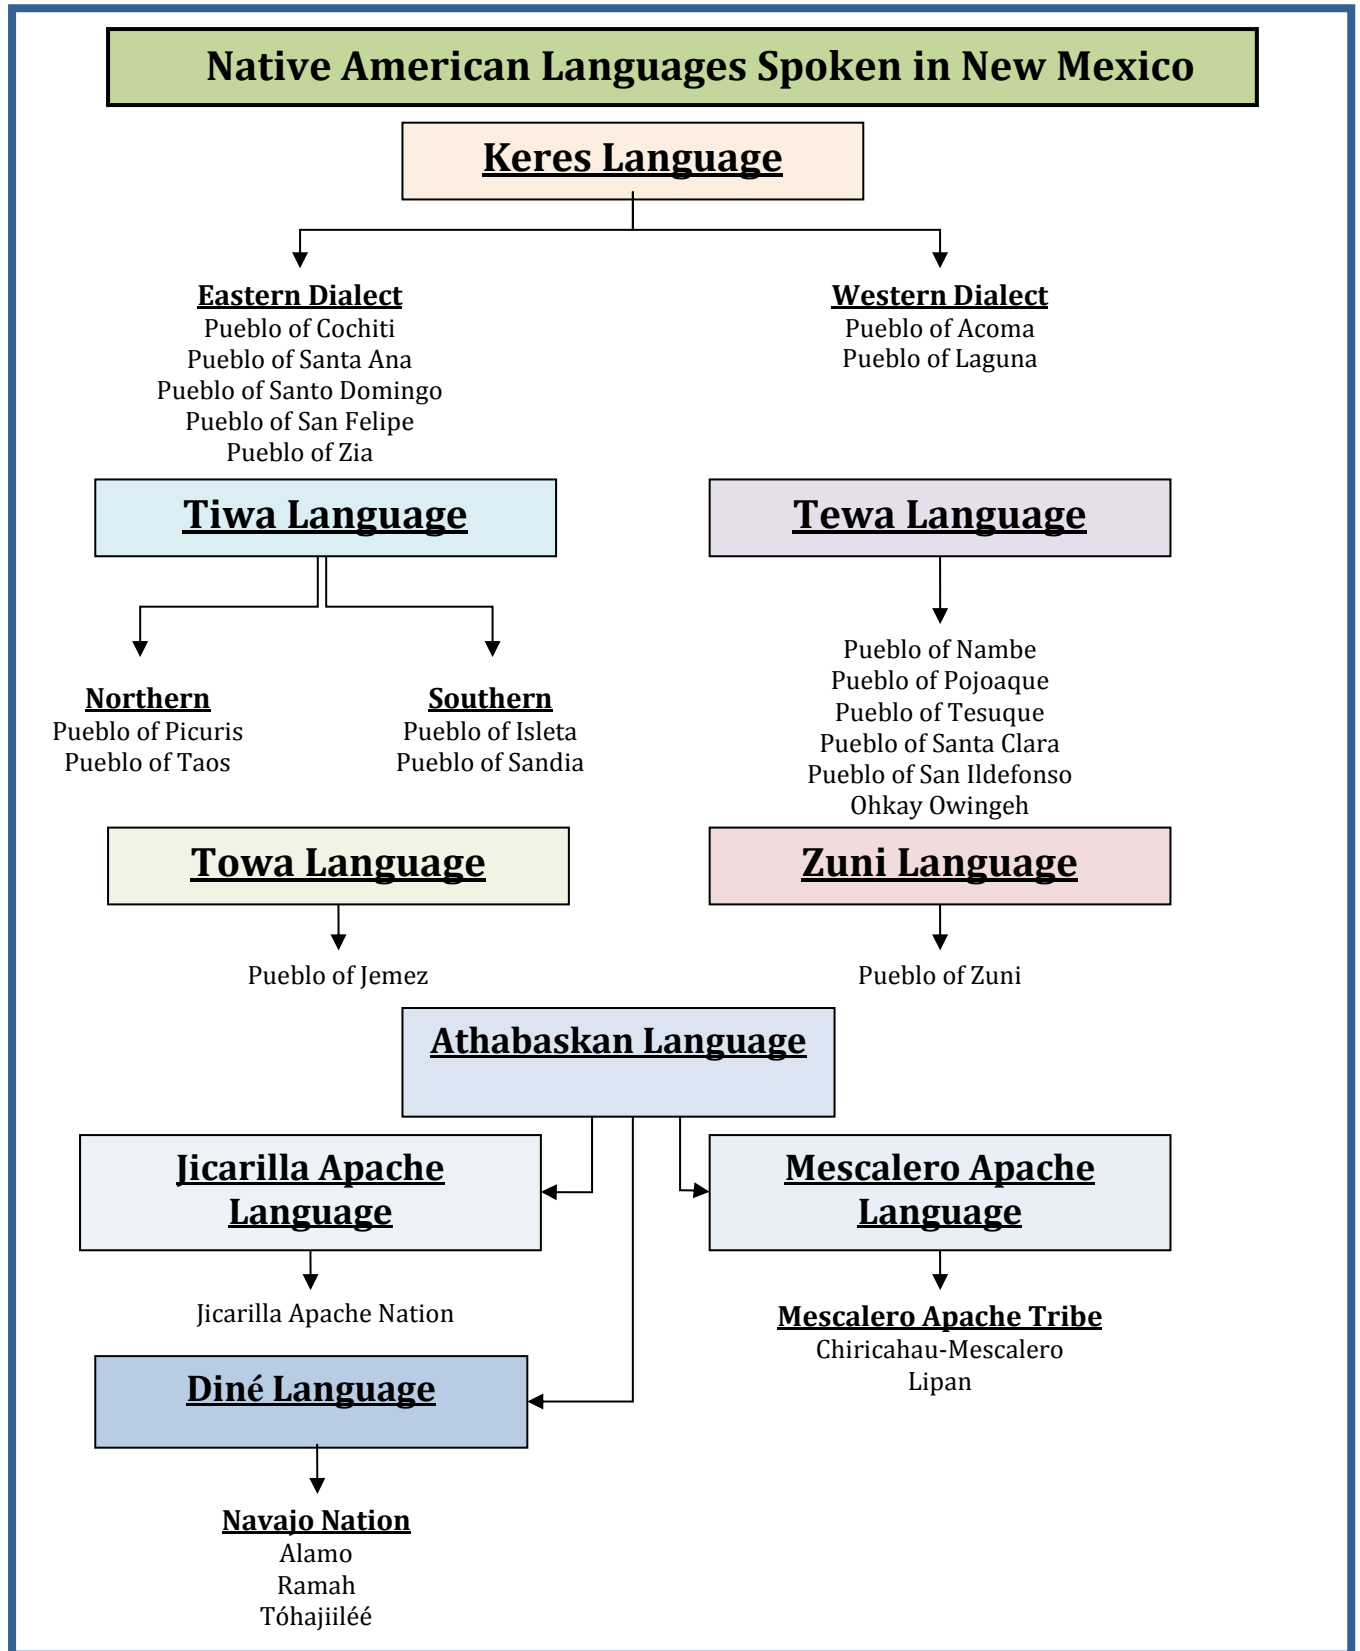 Native American Languages Spoken in New Mexico
Keres Language
Eastern Dialect
Pueblo of Cochiti
Pueblo of Santa Ana
Pueblo of Santo Domingo
Pueblo of San Felipe
Pueblo of Zia
Western Dialect
Pueblo of Acoma
Pueblo of Laguna
Tiwa Language
Northern
Pueblo of Picuris
Pueblo of Taos
Southern
Pueblo of Isleta
Pueblo of Sandia
Tewa Language
Pueblo of Nambe
Pueblo of Pojoaque
Pueblo of Tesuque
Pueblo of Santa Clara
Pueblo of San Ildefonso
Ohkay Owingeh
Towa Language
Pueblo of Jemez
Zuni Language
Pueblo of Zuni
Athabaskan Language
Jicarilla Apache
Language
Jicarilla Apache Nation
Mescalero Apache
Language
Mescalero Apache Tribe
Chiricahau-Mescalero
Lipan
Diné Language
Navajo Nation
Alamo
Ramah
Tóhajiiléé